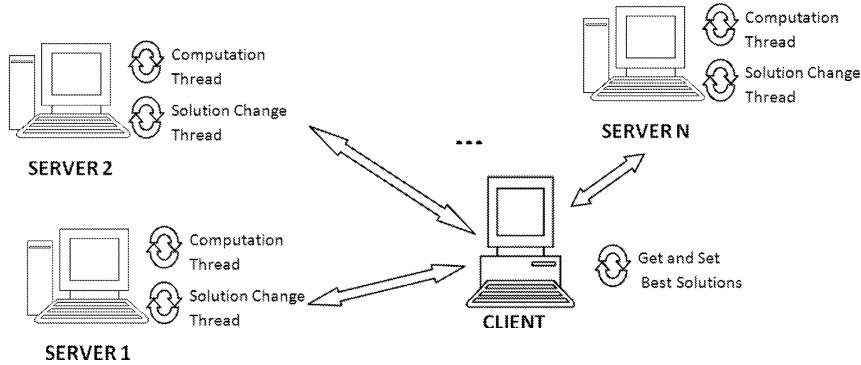 Computation
Thread
Solution Change
Thread
SERVER 2
...
Computation
Thread
Solution Change
Thread
SERVER N
Computation
Thread
Solution Change
Thread
SERVER 1
Get and Set
Best Solutions
CLIENT